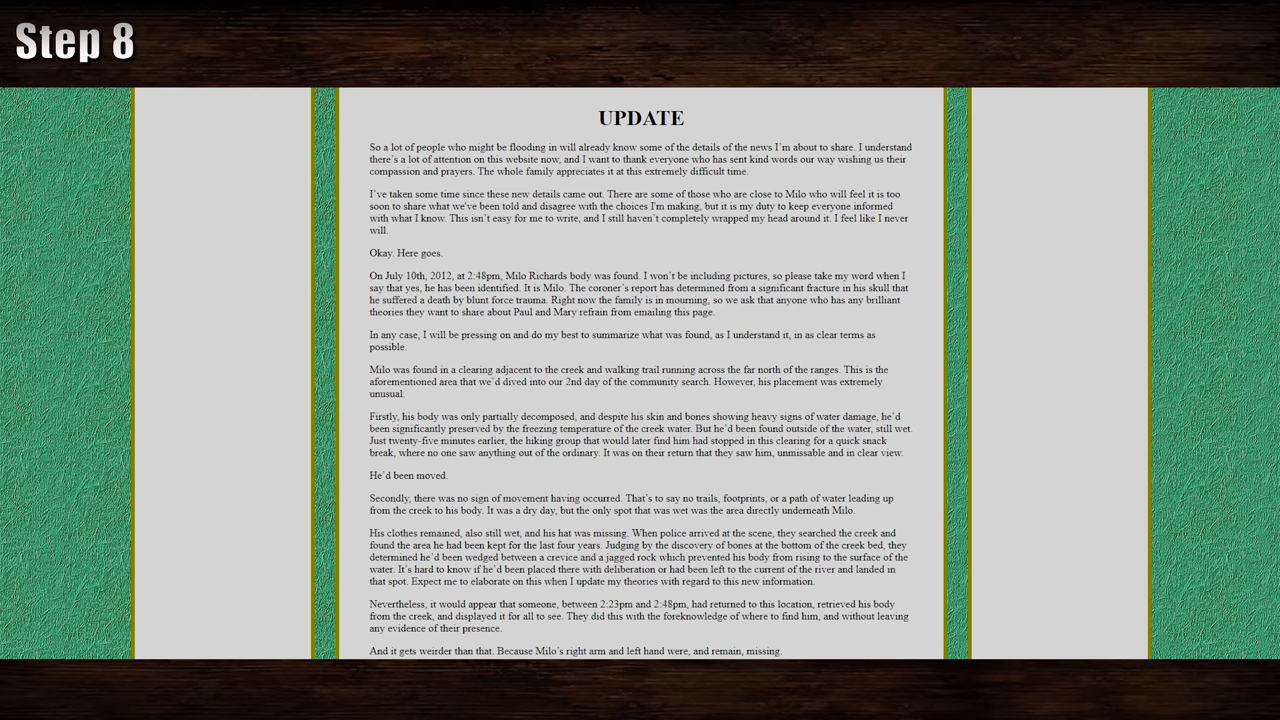 Step 8
UPDATE
So a lot of people who might be flooding in will already know some of the details of the news I'm about to share. I understand
there's a lot of attention on this website now, and I want to thank everyone who has sent kind words our way wishing us their
compassion and prayers. The whole family appreciates it at this extremely difficult time.
I've taken some time since these new details came out. There are some of those who are close to Milo who will feel it is too
soon to share what we've been told and disagree with the choices I'm making, but it is my duty to keep everyone informed
with what I know. This isn't easy for me to write, and I still haven't completely wrapped my head around it. I feel like I never
will.
Okay. Here goes.
On July 10th, 2012, at 2:48pm, Milo Richards body was found. I won't be including pictures, so please take my word when I
say that yes, he has been identified. It is Milo. The coroner's report has determined from a significant fracture in his skull that
he suffered a death by blunt force trauma. Right now the family is in mourning, so we ask that anyone who has any brilliant
theories they want to share about Paul and Mary refrain from emailing this page.
In any case, I will be pressing on and do my best to summarize what was found, as I understand it, in as clear terms as
possible.
Milo was found in a clearing adjacent to the creek and walking trail running across the far north of the ranges. This is the
aforementioned area that we'd dived into our 2nd day of the community search. However, his placement was extremely
unusual.
Firstly, his body was only partially decomposed, and despite his skin and bones showing heavy signs of water damage, he'd
been significantly preserved by the freezing temperature of the creek water. But he'd been found outside of the water, still wet.
Just twenty-five minutes earlier, the hiking group that would later find him had stopped in this clearing for a quick snack
break, where no one saw anything out of the ordinary. It was on their return that they saw him, unmissable and in clear view.
He'd been moved.
Secondly, there was no sign of movement having occurred. That's to say no trails, footprints, or a path of water leading up
from the creek to his body. It was a dry day, but the only spot that was wet was the area directly underneath Milo.
His clothes remained, also still wet, and his hat was missing. When police arrived at the scene, they searched the creek and
found the area he had been kept for the last four years. Judging by the discovery of bones at the bottom of the creek bed, they
determined he'd been wedged between a crevice and a jagged rock which prevented his body from rising to the surface of the
water. It's hard to know if he'd been placed there with deliberation or had been left to the current of the river and landed in
that spot. Expect me to elaborate on this when I update my theories with regard to this new information.
Nevertheless, it would appear that someone, between 2:23pm and 2:48pm, had returned to this location, retrieved his body
from the creek, and displayed it for all to see. They did this with the foreknowledge of where to find him, and without leaving
any evidence of their presence.
And it gets weirder than that. Because Milo's right arm and left hand were, and remain, missing.